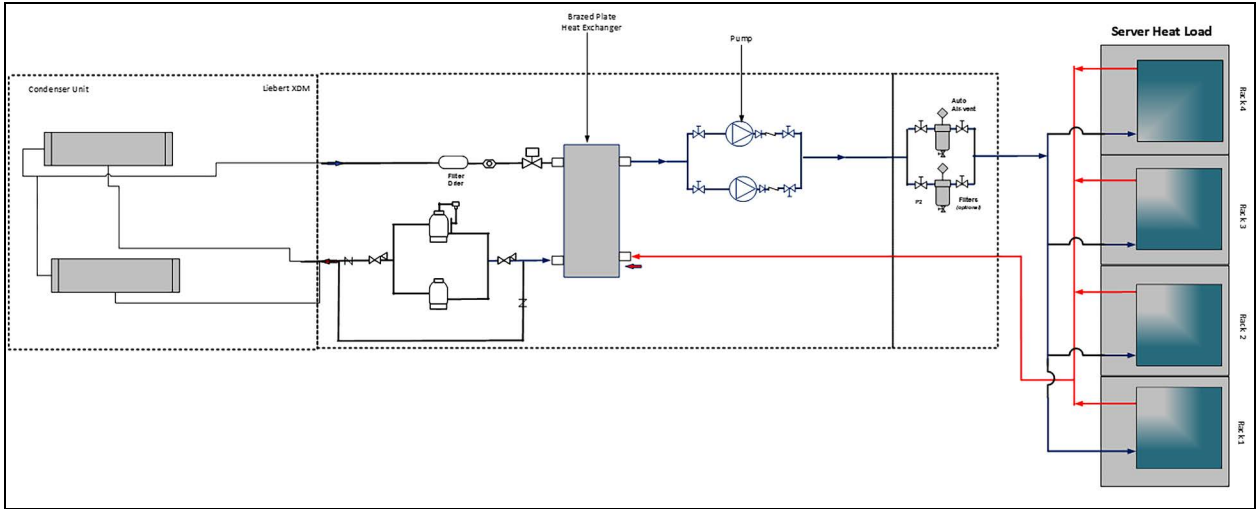 Brazed Plate
Heat Exchanger
Pump
Server Heat Load
Condenser Unit
Liebert XDM
Auto
Air vent
Filter
Drier
P2
Filters
(optional)
Rack 4
Rack 3
Rack 2
Rack 1